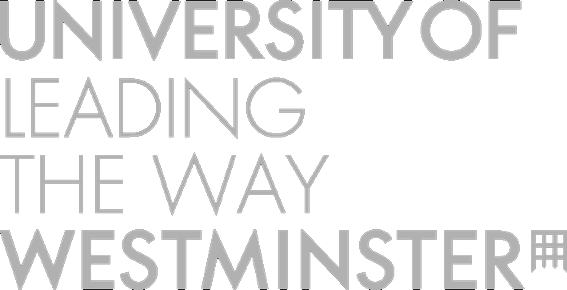 UNIVERSITY OF
LEADING
THE WAY
WESTMINSTER